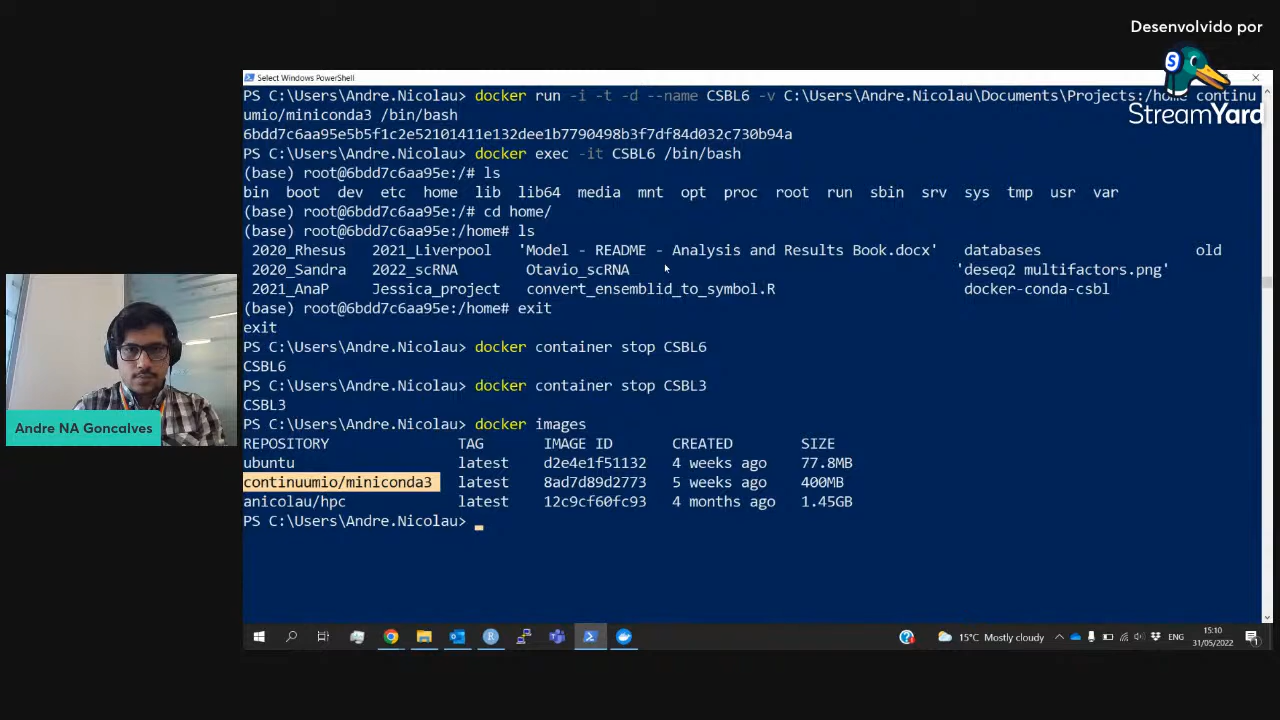 Desenvolvido por
StreamYard
Select Windows PowerShell
PS C:\Users\Andre.Nicolau> docker run -i -t -d --name CSBL6 -v C:\Users\Andre.Nicolau\Documents\Projects:/home continu
umio/miniconda3 /bin/bash
6bdd7c6aa95e5b5f1c2e52101411e132dee1b7790498b3f7df84d032c730b94a
PS C:\Users\Andre.Nicolau> docker exec -it CSBL6 /bin/bash
(base) root@6bdd7c6aa95e:/# ls
bin boot dev etc home lib lib64 media mnt opt proc root run sbin srv sys tmp usr var
(base) root@6bdd7c6aa95e:/# cd home/
(base) root@6bdd7c6aa95e:/home# ls
2020_Rhesus 2021_Liverpool 'Model - README - Analysis and Results Book.docx' databases old
2020_Sandra 2022_scRNA Otavio_scRNA 'deseq2 multifactors.png'
2021_AnaP Jessica_project convert_ensemblid_to_symbol.R docker-conda-csbl
(base) root@6bdd7c6aa95e:/home# exit
exit
PS C:\Users\Andre.Nicolau> docker container stop CSBL6
CSBL6
PS C:\Users\Andre.Nicolau> docker container stop CSBL3
CSBL3
PS C:\Users\Andre.Nicolau> docker images
REPOSITORY TAG IMAGE ID CREATED SIZE
ubuntu latest d2e4e1f51132 4 weeks ago 77.8MB
continuumio/miniconda3 latest 8ad7d89d2773 5 weeks ago 400MB
anicolau/hpc latest 12c9cf60fc93 4 months ago 1.45GB
PS C:\Users\Andre.Nicolau>
Andre NA Goncalves
15°C Mostly cloudy
ENG
15:10
31/05/2022